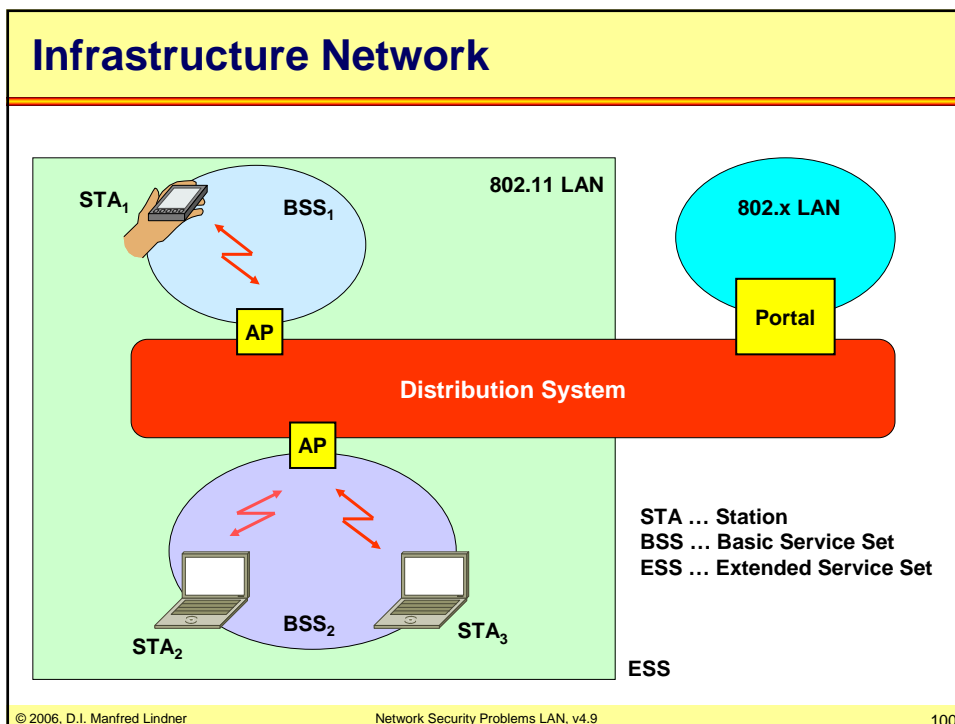 Infrastructure Network
STA1
BSS1
802.11 LAN
802.x LAN
AP
Portal
Distribution System
AP
STA … Station
BSS … Basic Service Set
ESS … Extended Service Set
STA2
BSS2
STA3
ESS
© 2006, D.I. Manfred Lindner
Network Security Problems LAN, v4.9
100